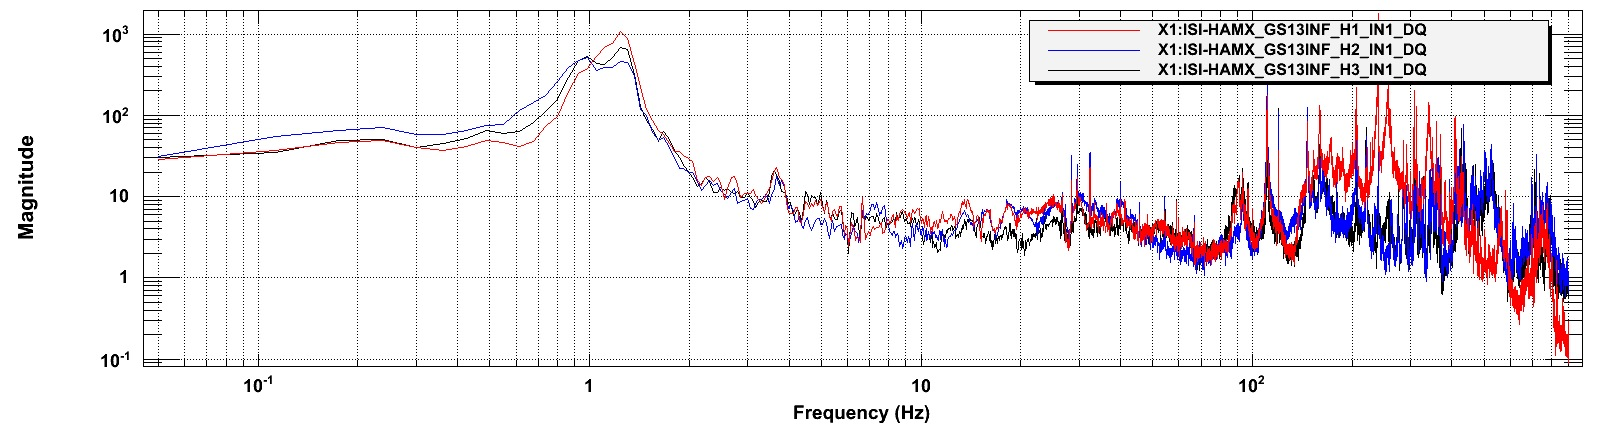 10³
X1:ISI-HAMX_GS13INF_H1_IN1_DQ
X1:ISI-HAMX_GS13INF_H2_IN1_DQ
X1:ISI-HAMX_GS13INF_H3_IN1_DQ
10²
10
1
10⁻¹
Magnitude
10⁻¹ 1 10 10²
Frequency (Hz)